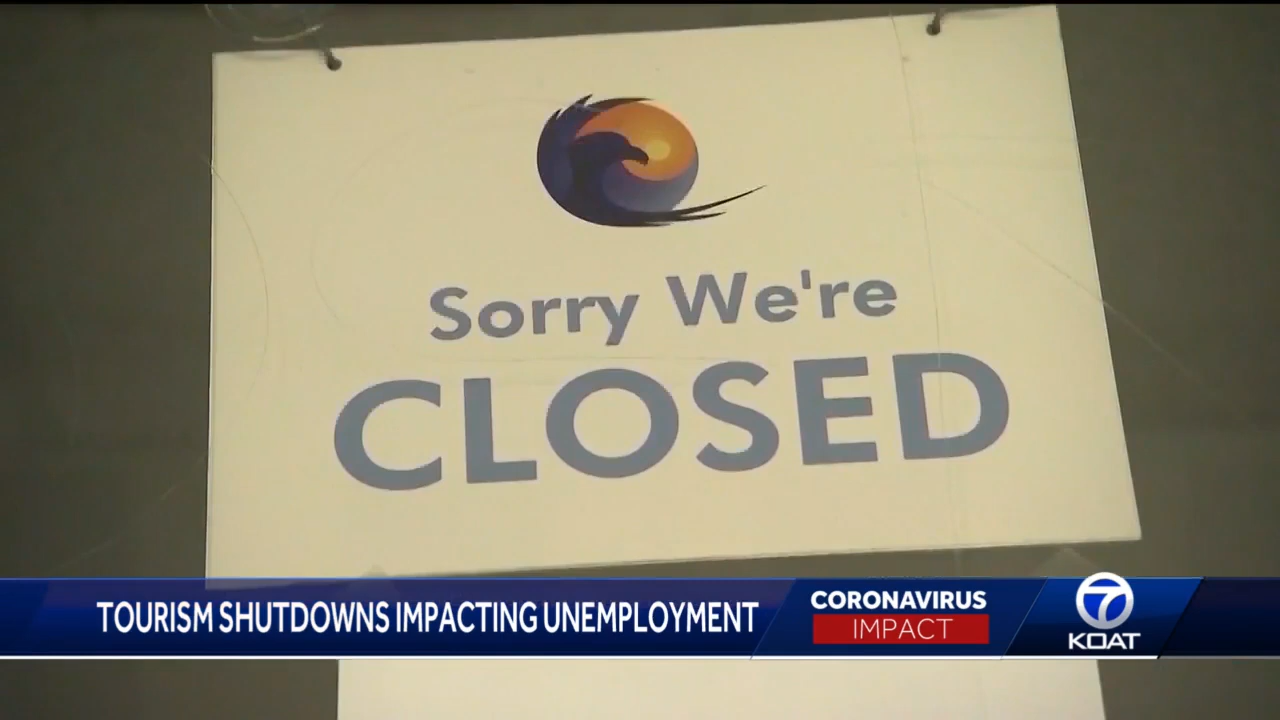 Sorry We're
CLOSED
TOURISM SHUTDOWNS IMPACTING UNEMPLOYMENT
CORONAVIRUS
IMPACT
7
KOAT